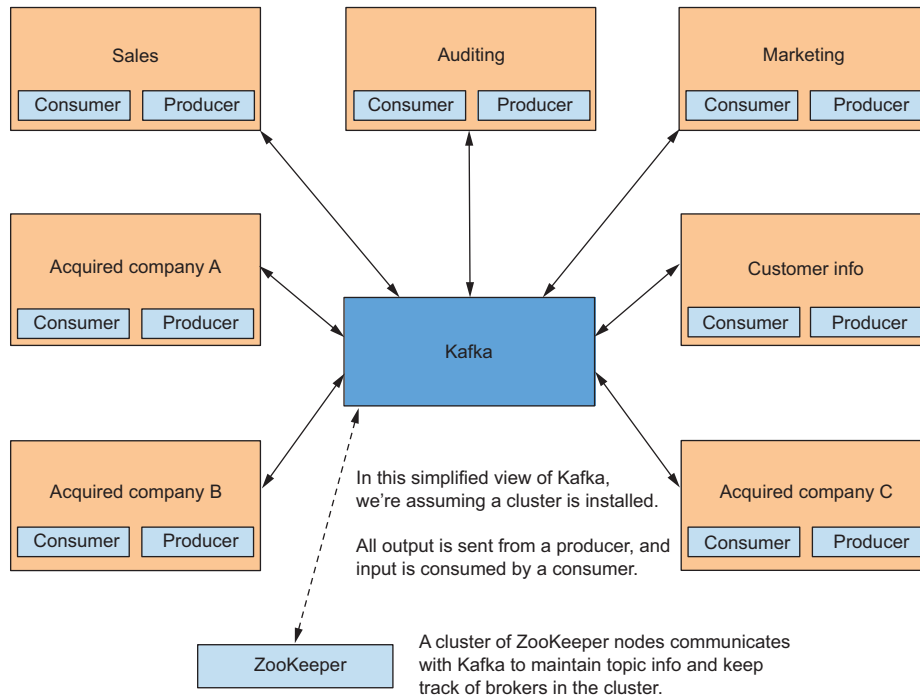 Sales
Consumer Producer
Auditing
Consumer Producer
Marketing
Consumer Producer
Acquired company A
Consumer Producer
Customer info
Consumer Producer
Kafka
Acquired company B
Consumer Producer
In this simplified view of Kafka,
we’re assuming a cluster is installed.
All output is sent from a producer, and
input is consumed by a consumer.
Acquired company C
Consumer Producer
ZooKeeper
A cluster of ZooKeeper nodes communicates
with Kafka to maintain topic info and keep
track of brokers in the cluster.